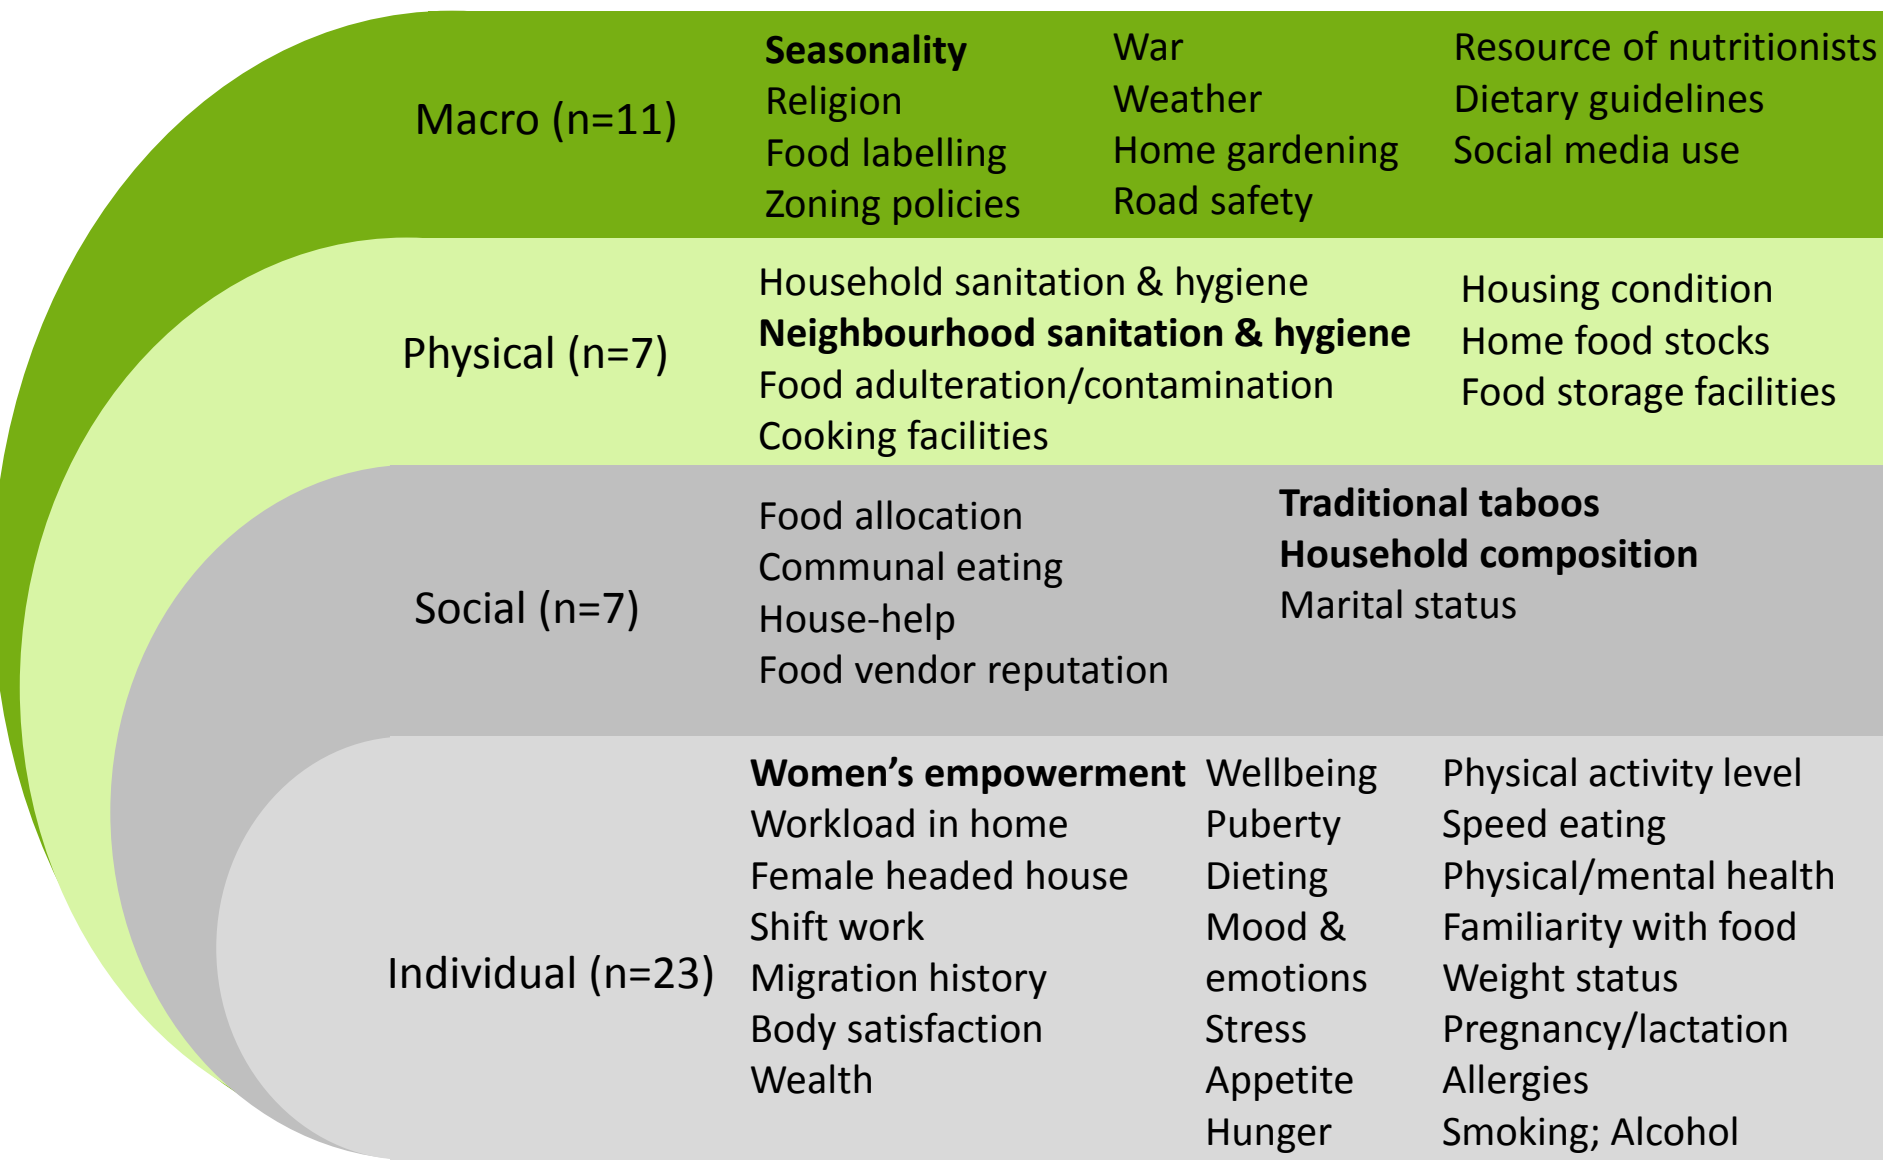 Macro (n=11)
Seasonality
Religion
Food labelling
Zoning policies
War
Weather
Home gardening
Road safety
Resource of nutritionists
Dietary guidelines
Social media use
Physical (n=7)
Household sanitation & hygiene
Neighbourhood sanitation & hygiene
Food adulteration/contamination
Cooking facilities
Housing condition
Home food stocks
Food storage facilities
Social (n=7)
Food allocation
Communal eating
House-help
Food vendor reputation
Traditional taboos
Household composition
Marital status
Individual (n=23)
Women’s empowerment
Workload in home
Female headed house
Shift work
Migration history
Body satisfaction
Wealth
Wellbeing
Puberty
Dieting
Mood &
emotions
Stress
Appetite
Hunger
Physical activity level
Speed eating
Physical/mental health
Familiarity with food
Weight status
Pregnancy/lactation
Allergies
Smoking; Alcohol